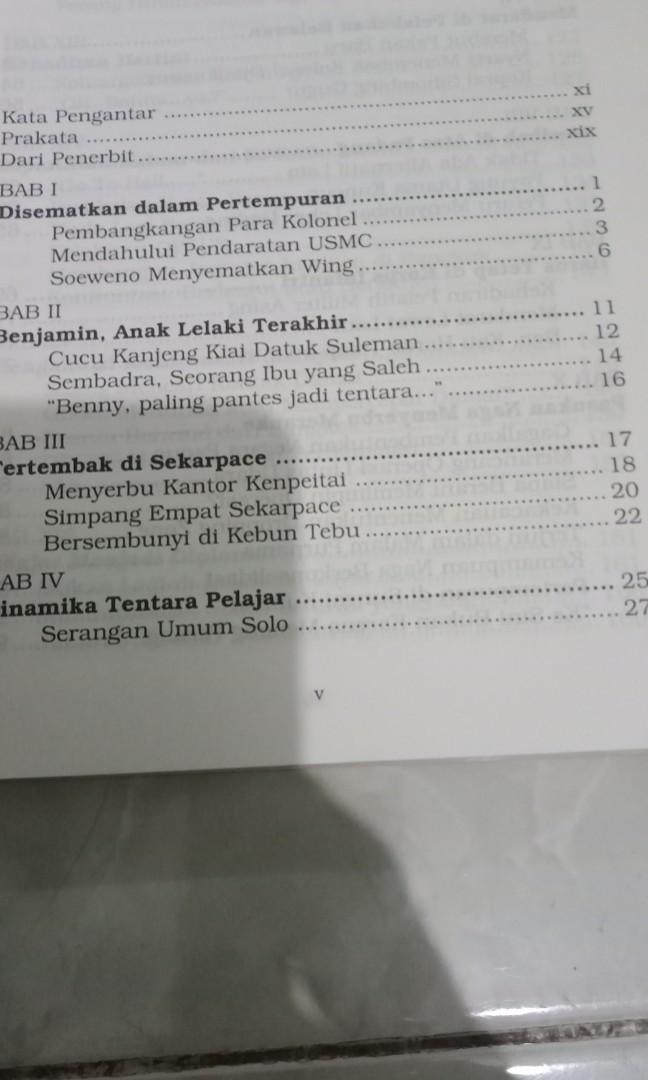 Kata Pengantar ........ xi
Prakata ........ xv
Dari Penerbit ........ xix
BAB I
Disematkan dalam Pertempuran ........ 1
Pembangkangan Para Kolonel ........ 2
Mendahului Pendaratan USMC ........ 3
Soeweno Menyematkan Wing ........ 6
BAB II
Benjamin, Anak Lelaki Terakhir ........ 11
Cucu Kanjeng Kiai Datuk Suleman ........ 12
Sembadra, Seorang Ibu yang Saleh ........ 14
“Benny, paling pantes jadi tentara...” ........ 16
BAB III
Tertembak di Sekarpace ........ 17
Menyerbu Kantor Kenpeitai ........ 18
Simpang Empat Sekarpace ........ 20
Bersembunyi di Kebun Tebu ........ 22
AB IV
inamika Tentara Pelajar ........ 25
Serangan Umum Solo ........ 27
v